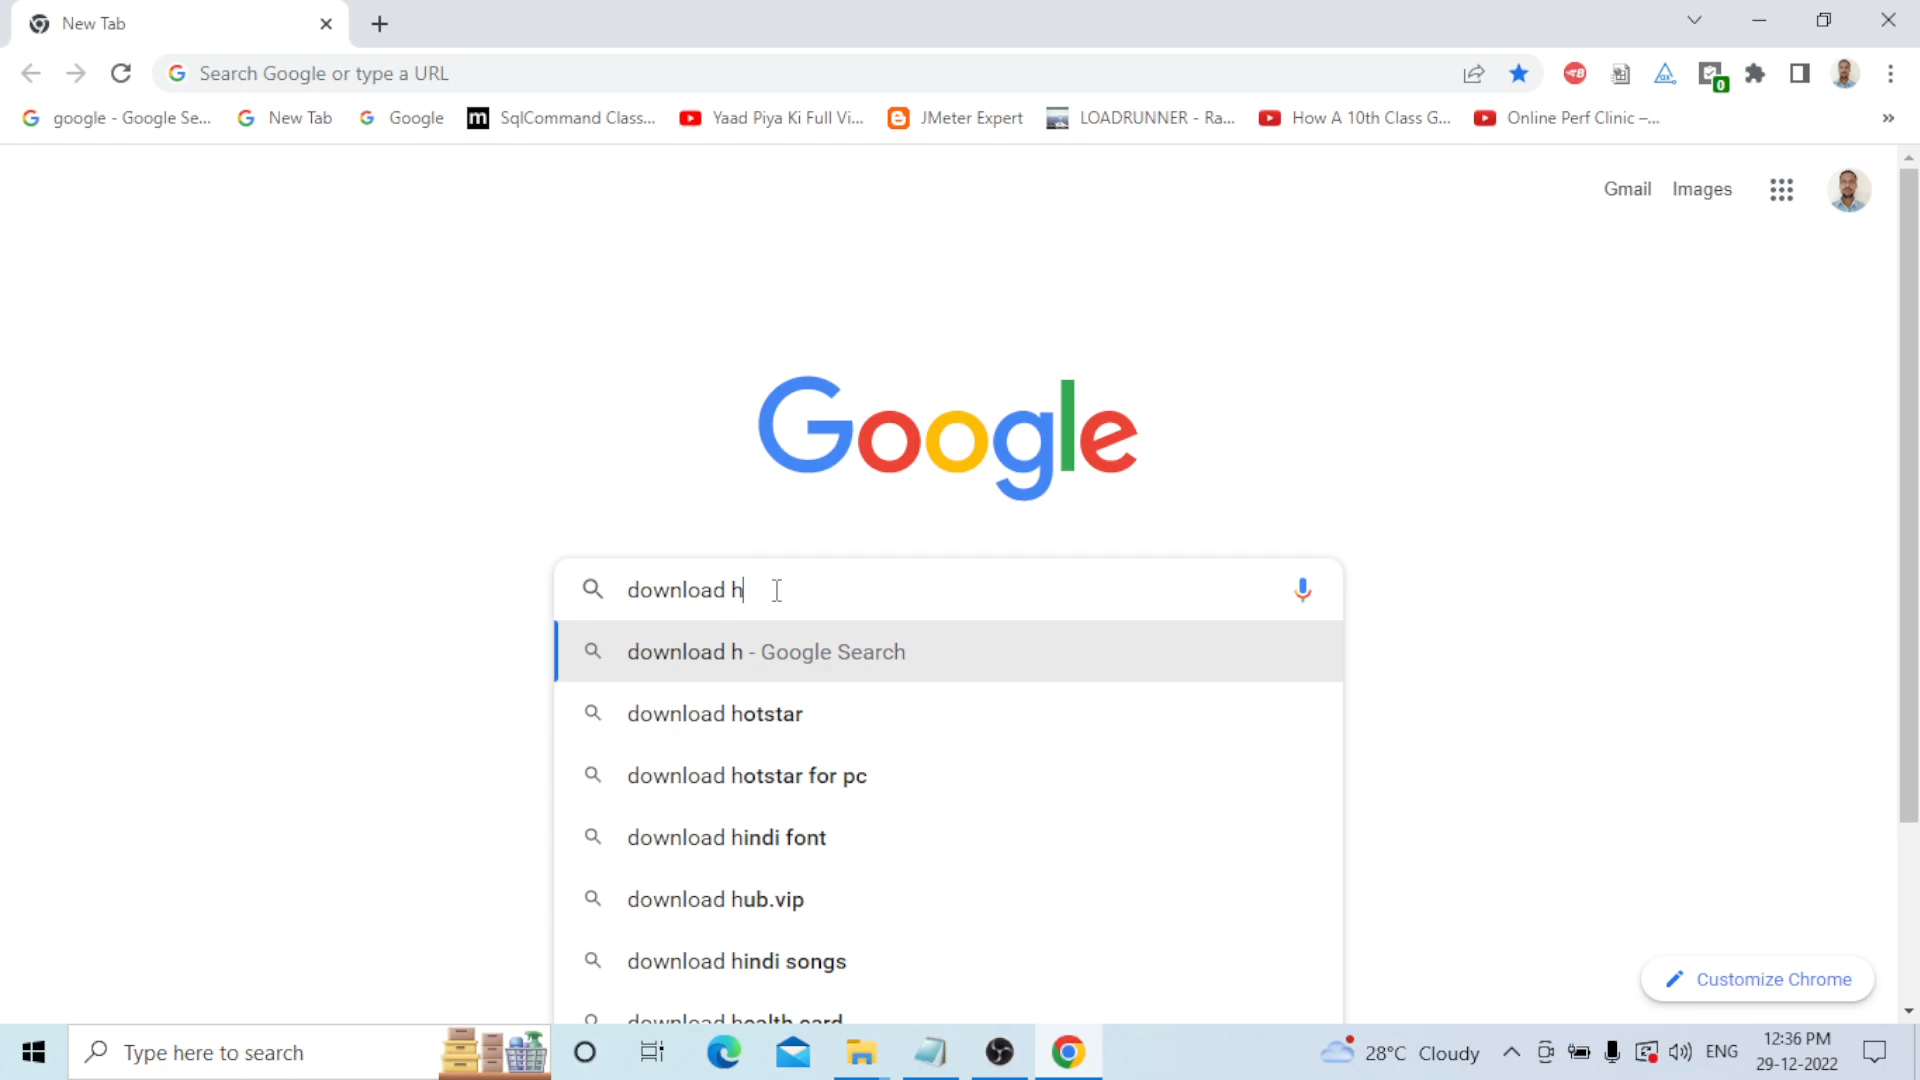 New Tab
Search Google or type a URL
0
google - Google Se...
New Tab
Google
m SqlCommand Class...
Yaad Piya Ki Full Vi...
JMeter Expert
LOADRUNNER - Ra...
How A 10th Class G...
Online Perf Clinic –...
Gmail Images
Google
download h
download h - Google Search
download hotstar
download hotstar for pc
download hindi font
download hub.vip
download hindi songs
download health card
Customize Chrome
Type here to search
28°C Cloudy
ENG
12:36 PM
29-12-2022